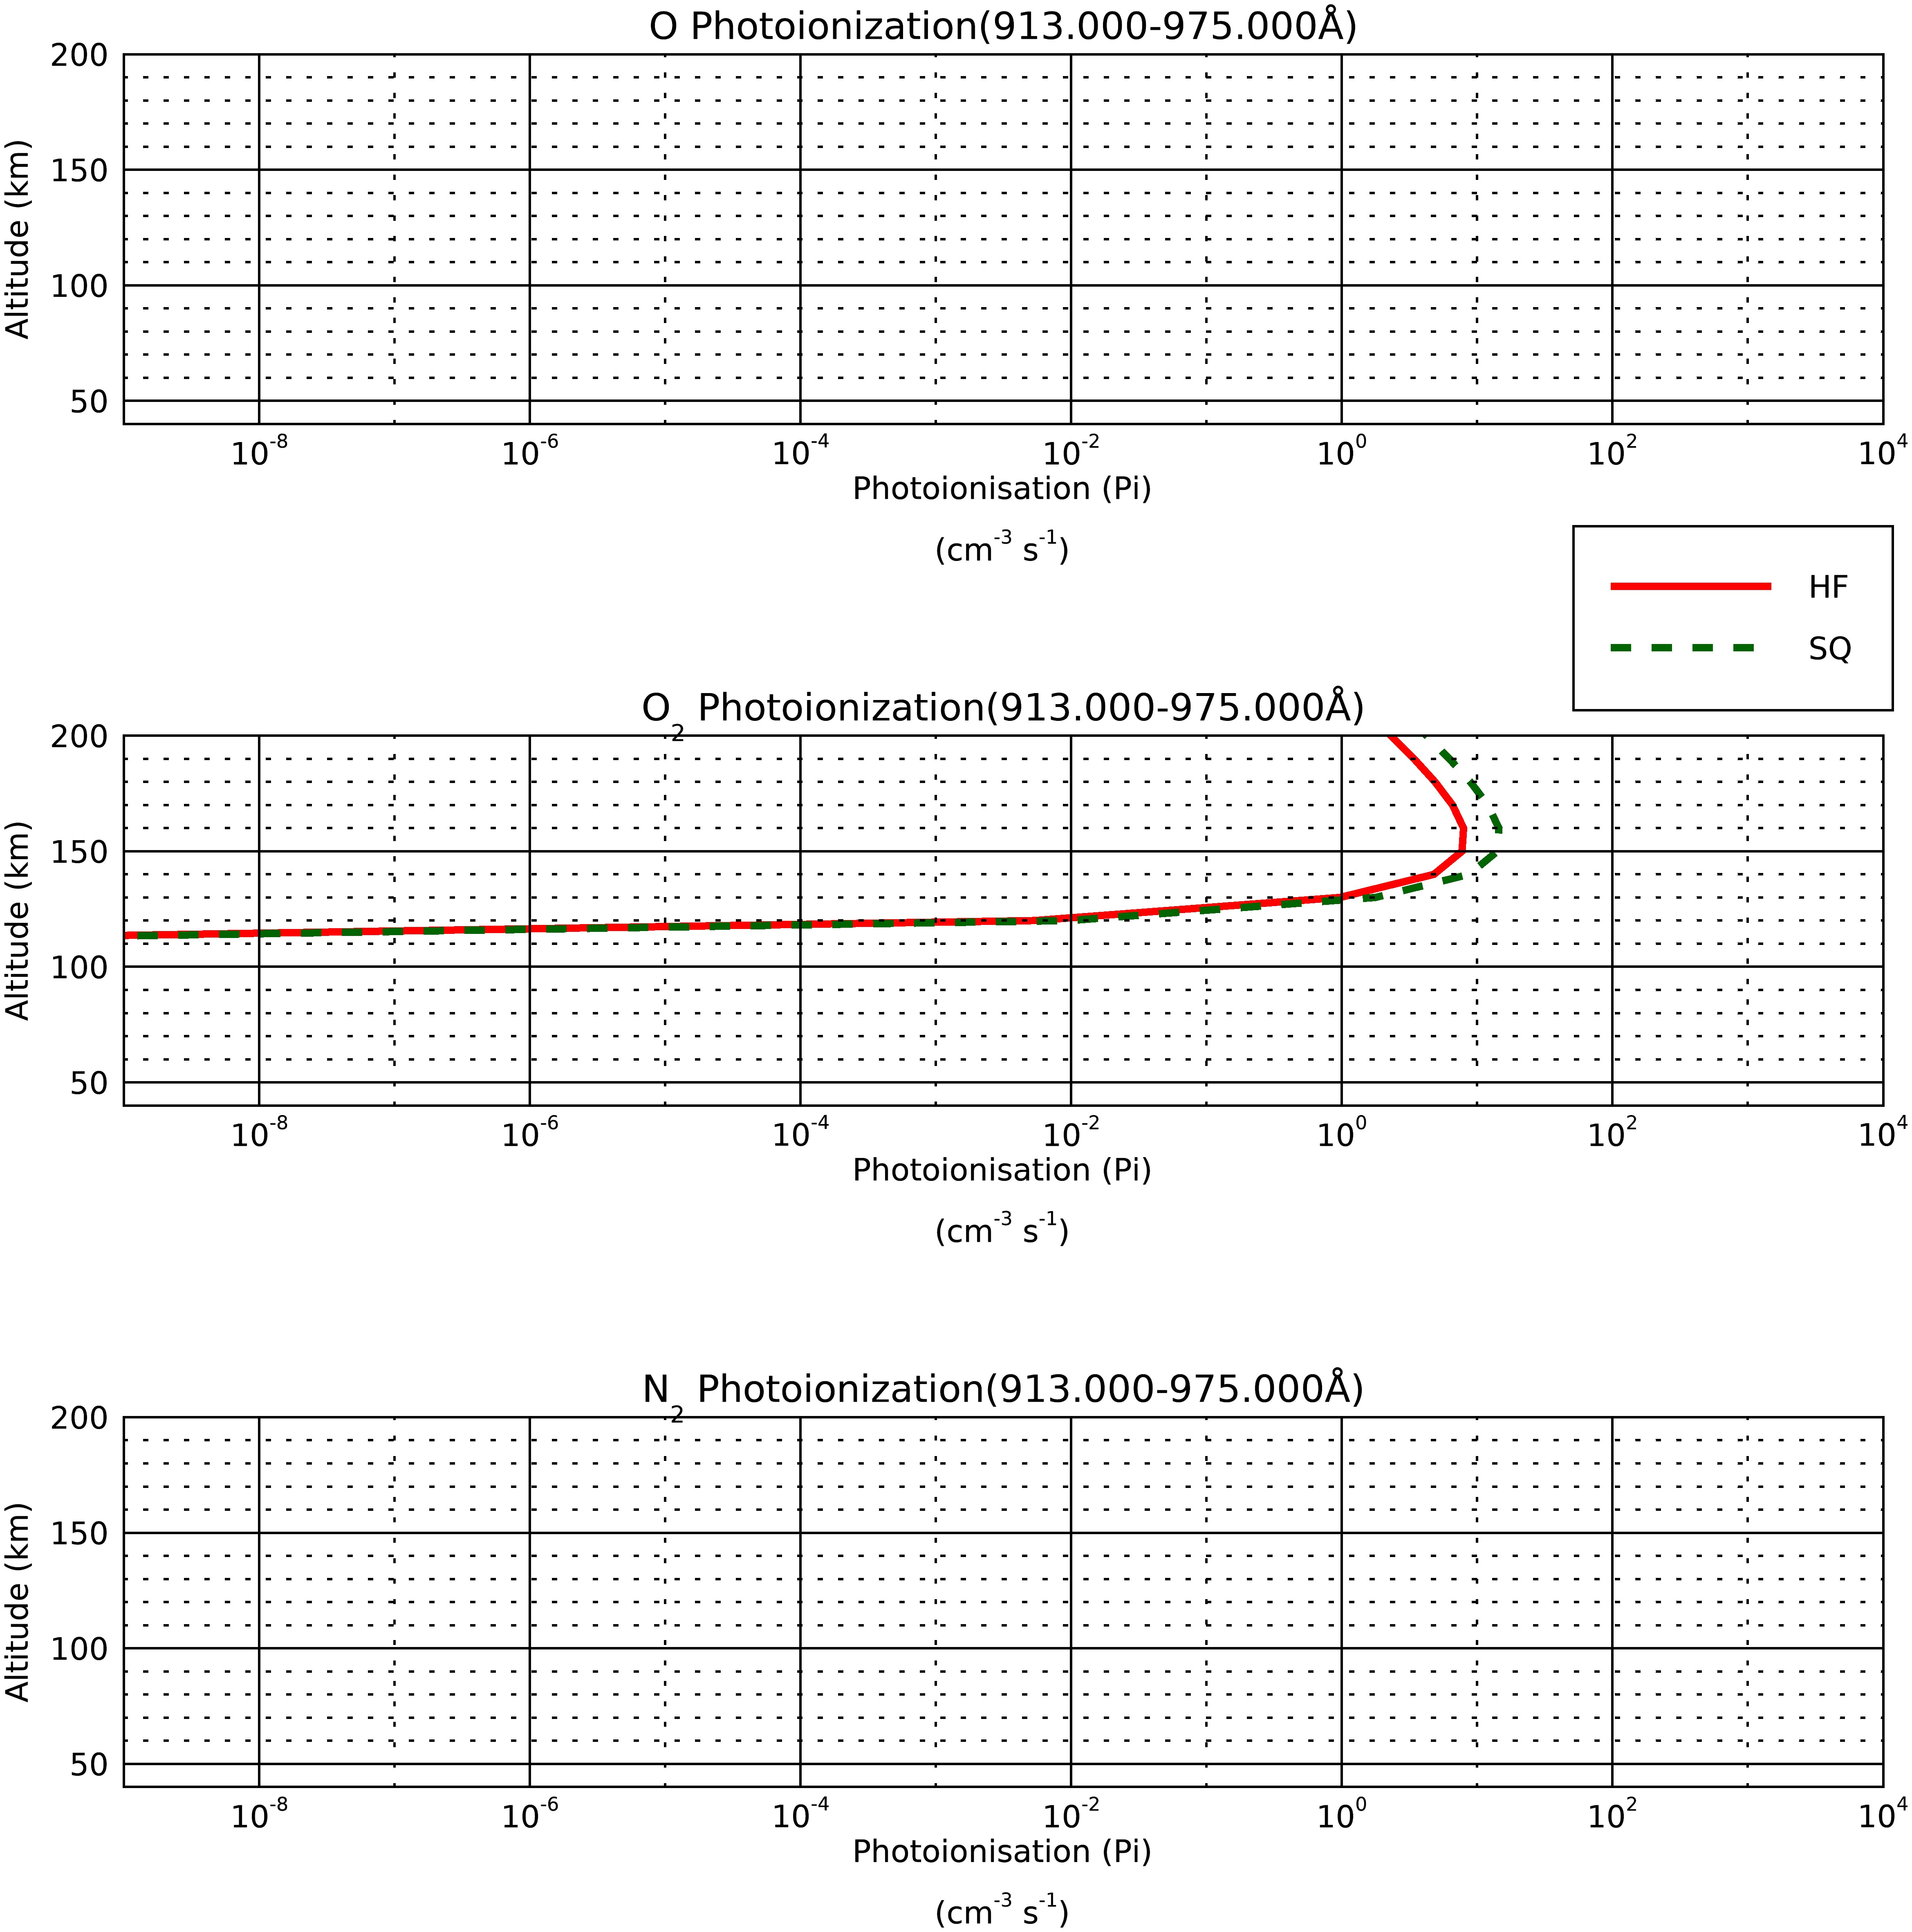 O Photoionization(913.000-975.000Å)
200
150
100
50
Altitude (km)
10⁻⁸ 10⁻⁶ 10⁻⁴ 10⁻² 10⁰ 10² 10⁴
Photoionisation (Pi)
(cm⁻³ s⁻¹)
HF
SQ
O₂ Photoionization(913.000-975.000Å)
200
150
100
50
Altitude (km)
10⁻⁸ 10⁻⁶ 10⁻⁴ 10⁻² 10⁰ 10² 10⁴
Photoionisation (Pi)
(cm⁻³ s⁻¹)
N₂ Photoionization(913.000-975.000Å)
200
150
100
50
Altitude (km)
10⁻⁸ 10⁻⁶ 10⁻⁴ 10⁻² 10⁰ 10² 10⁴
Photoionisation (Pi)
(cm⁻³ s⁻¹)